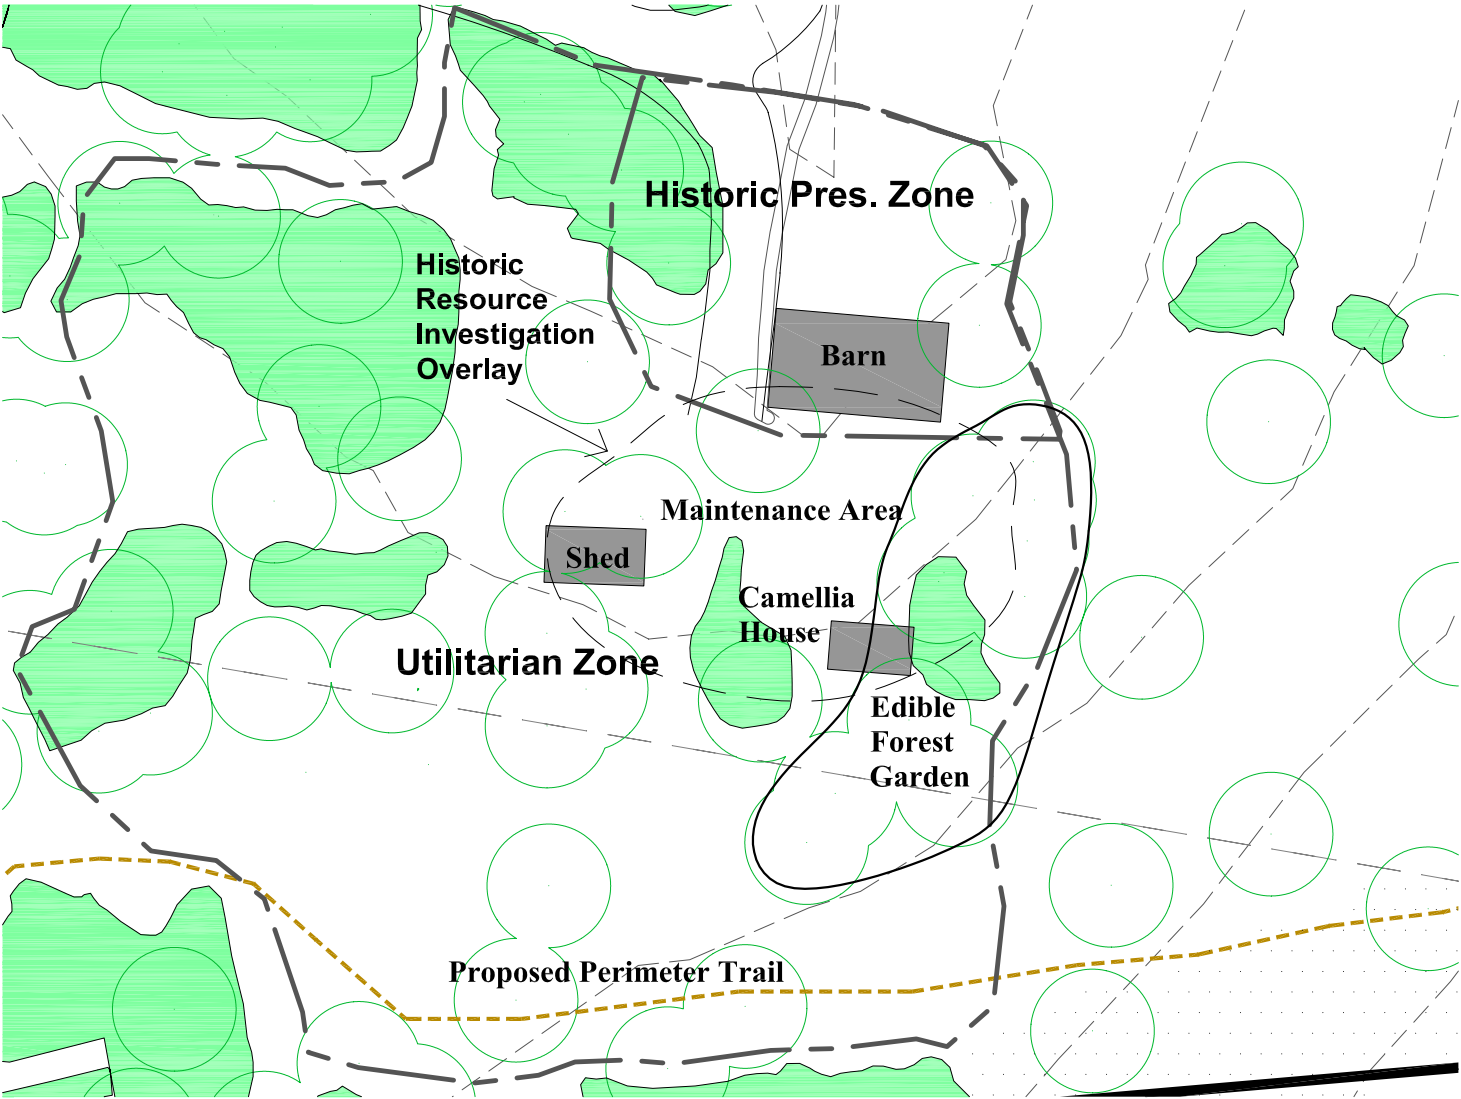 Historic Pres. Zone
Historic
Resource
Investigation
Overlay
Barn
Maintenance Area
Shed
Camellia
House
Utilitarian Zone
Edible
Forest
Garden
Proposed Perimeter Trail